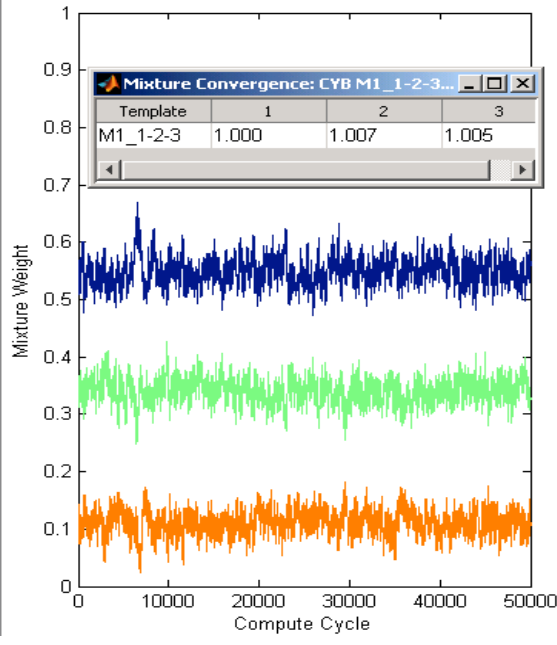 1
0.9
Mixture Convergence: CYB M1_1-2-3...
Template 1 2 3
0.8
M1_1-2-3 1.000 1.007 1.005
0.7
0.6
Mixture Weight
0.5
0.4
0.3
0.2
0.1
0
0 10000 20000 30000 40000 50000
Compute Cycle